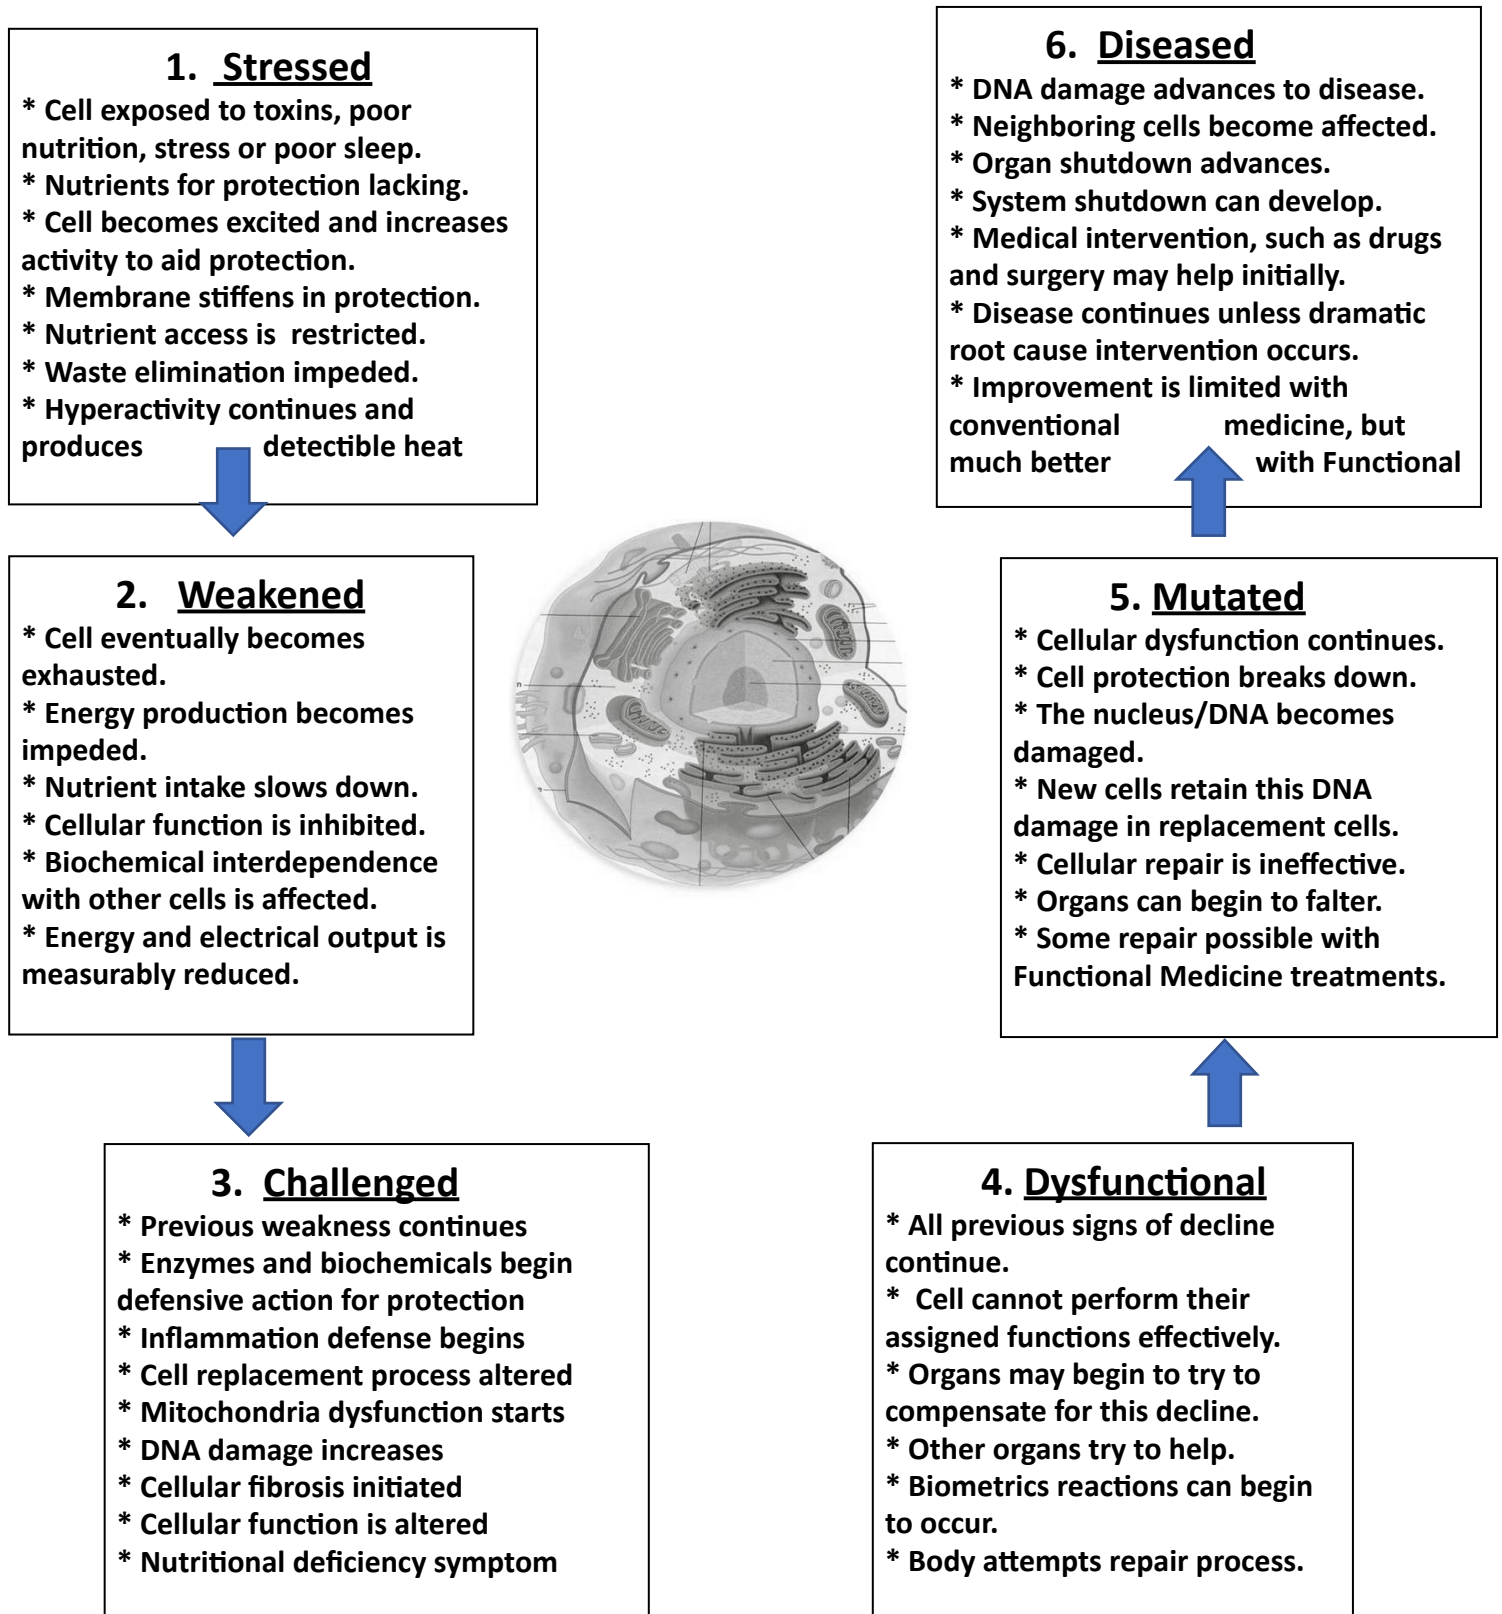 1. Stressed
* Cell exposed to toxins, poor
nutrition, stress or poor sleep.
* Nutrients for protection lacking.
* Cell becomes excited and increases
activity to aid protection.
* Membrane stiffens in protection.
* Nutrient access is restricted.
* Waste elimination impeded.
* Hyperactivity continues and
produces detectible heat
2. Weakened
* Cell eventually becomes
exhausted.
* Energy production becomes
impeded.
* Nutrient intake slows down.
* Cellular function is inhibited.
* Biochemical interdependence
with other cells is affected.
* Energy and electrical output is
measurably reduced.
3. Challenged
* Previous weakness continues
* Enzymes and biochemicals begin
defensive action for protection
* Inflammation defense begins
* Cell replacement process altered
* Mitochondria dysfunction starts
* DNA damage increases
* Cellular fibrosis initiated
* Cellular function is altered
* Nutritional deficiency symptom
4. Dysfunctional
* All previous signs of decline
continue.
* Cell cannot perform their
assigned functions effectively.
* Organs may begin to try to
compensate for this decline.
* Other organs try to help.
* Biometrics reactions can begin
to occur.
* Body attempts repair process.
5. Mutated
* Cellular dysfunction continues.
* Cell protection breaks down.
* The nucleus/DNA becomes
damaged.
* New cells retain this DNA
damage in replacement cells.
* Cellular repair is ineffective.
* Organs can begin to falter.
* Some repair possible with
Functional Medicine treatments.
6. Diseased
* DNA damage advances to disease.
* Neighboring cells become affected.
* Organ shutdown advances.
* System shutdown can develop.
* Medical intervention, such as drugs
and surgery may help initially.
* Disease continues unless dramatic
root cause intervention occurs.
* Improvement is limited with
conventional medicine, but
much better with Functional